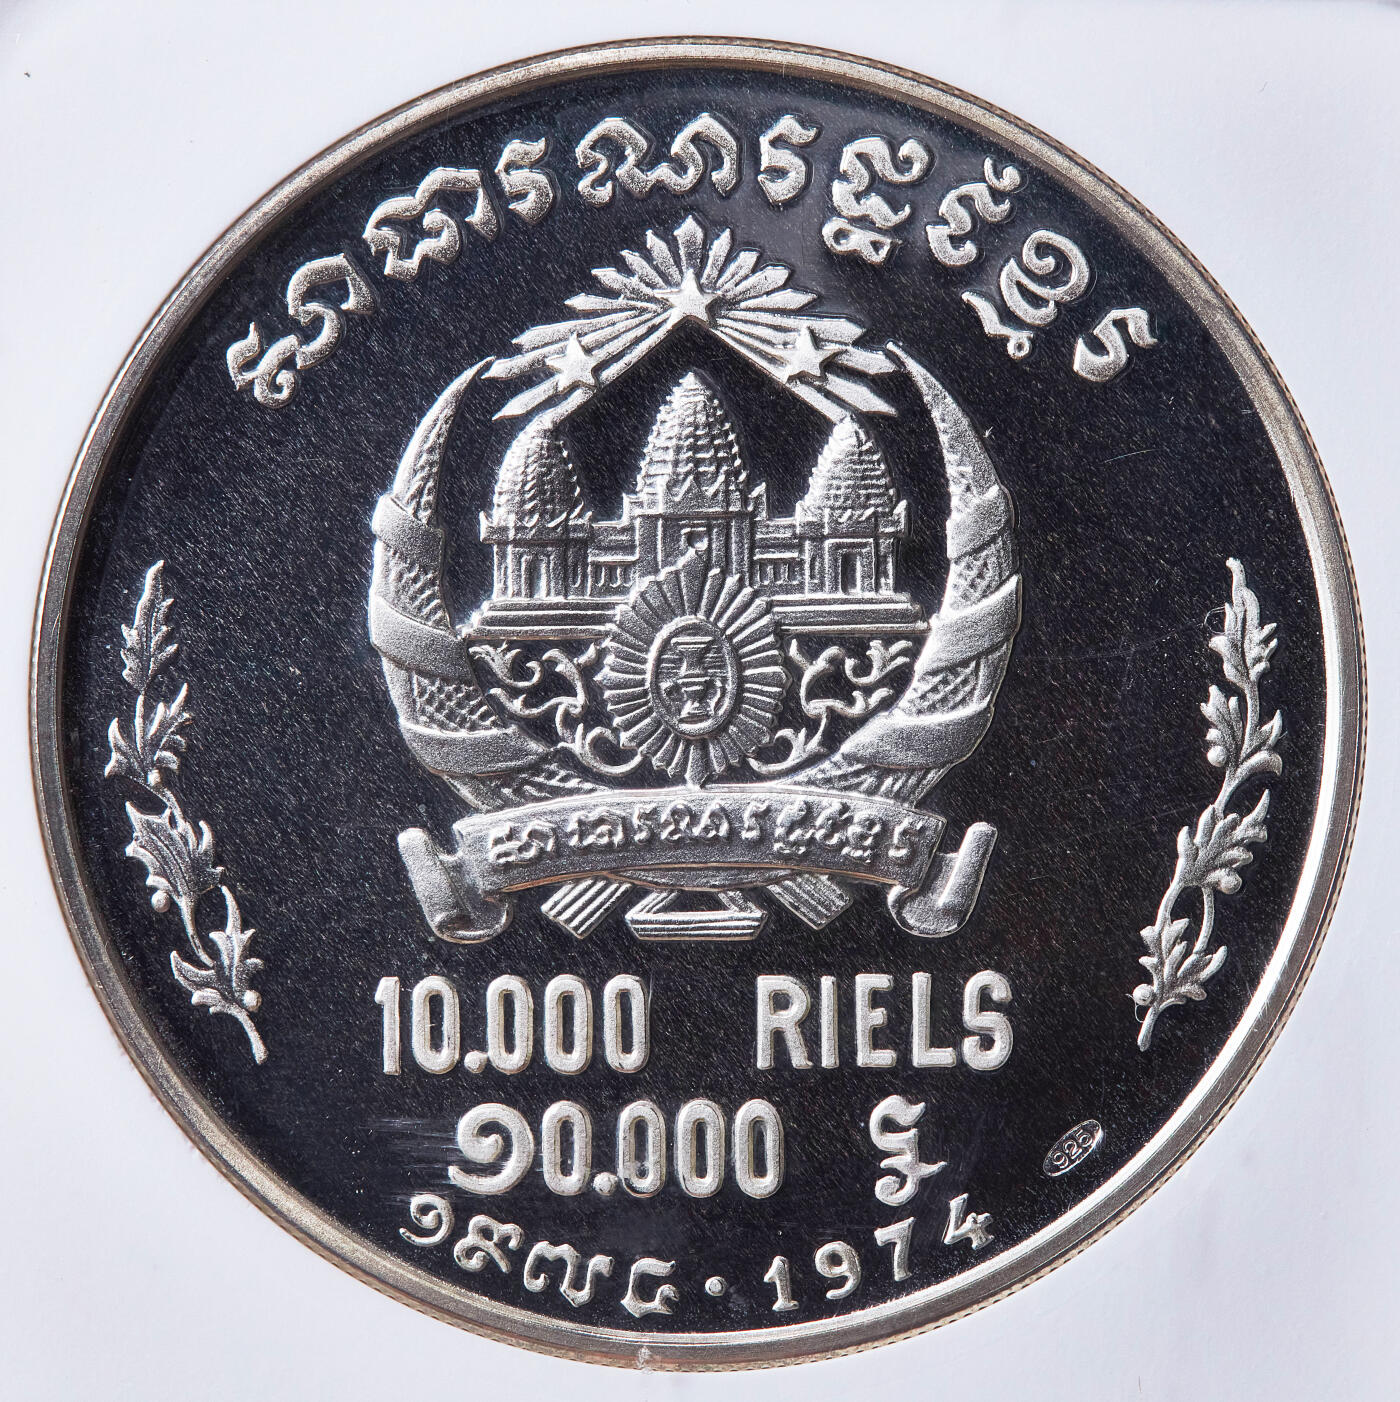 សាធារណរដ្ឋខ្មែរ
សាធារណរដ្ឋខ្មែរ
10.000 RIELS
១០.០០០ ៛
925
១៩៧៤ • 1974